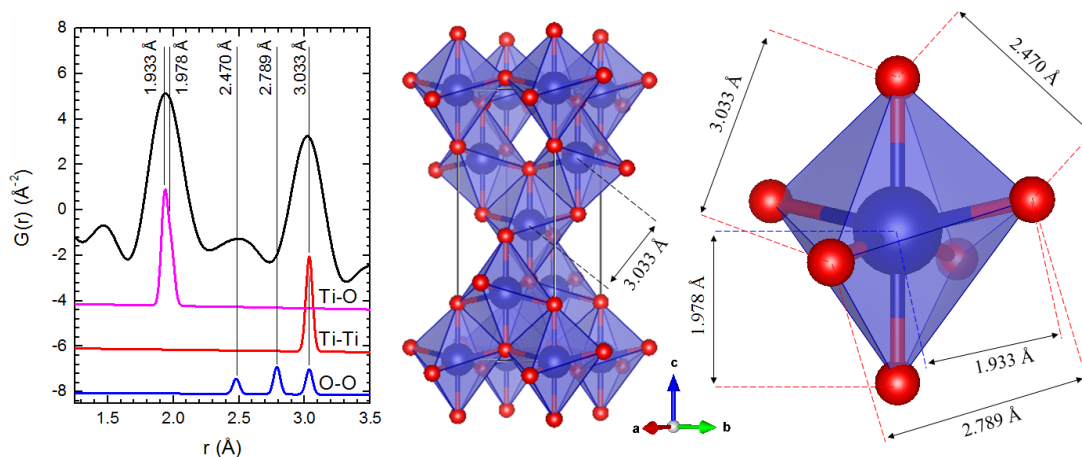 8
6
4
2
0
-2
-4
-6
-8
G(r) (Å⁻²)
1.933 Å
1.978 Å
2.470 Å
2.789 Å
3.033 Å
Ti-O
Ti-Ti
O-O
1.5 2.0 2.5 3.0 3.5
r (Å)
3.033 Å
c
a
b
3.033 Å
2.470 Å
1.978 Å
1.933 Å
2.789 Å